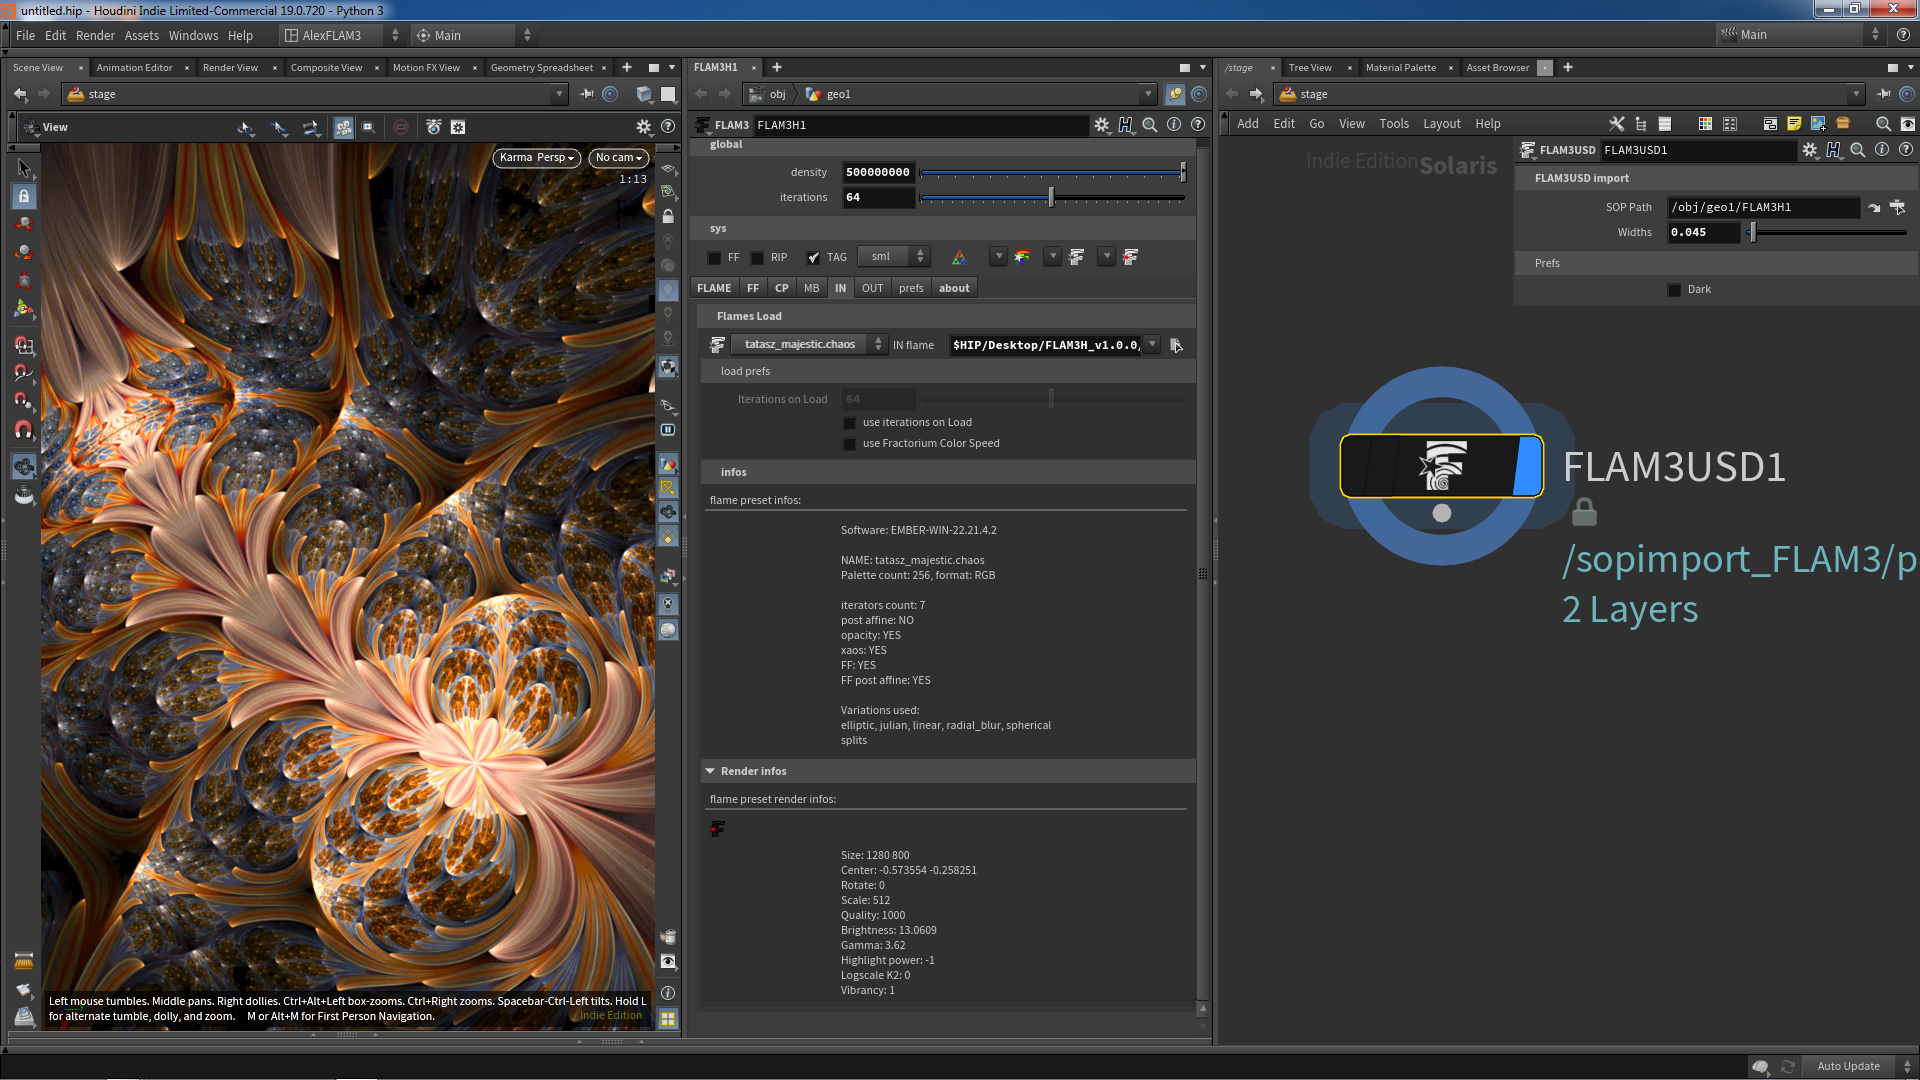 untitled.hip - Houdini Indie Limited-Commercial 19.0.720 - Python 3
File Edit Render Assets Windows Help AlexFLAM3 Main Main
Scene View Animation Editor Render View Composite View Motion FX View Geometry Spreadsheet
stage
View
Karma Persp No cam
1:13
Left mouse tumbles. Middle pans. Right dollies. Ctrl+Alt+Left box-zooms. Ctrl+Right zooms. Spacebar-Ctrl-Left tilts. Hold L
for alternate tumble, dolly, and zoom. M or Alt+M for First Person Navigation.
Indie Edition
FLAM3H1
obj geo1
FLAM3 FLAM3H1
global
density 500000000
iterations 64
sys
FF RIP TAG sml
FLAME FF CP MB IN OUT prefs about
Flames Load
tatasz_majestic.chaos IN flame $HIP/Desktop/FLAM3H_v1.0.0/
load prefs
Iterations on Load 64
use iterations on Load
use Fractorium Color Speed
infos
flame preset infos:
Software: EMBER-WIN-22.21.4.2
NAME: tatasz_majestic.chaos
Palette count: 256, format: RGB
iterators count: 7
post affine: NO
opacity: YES
xaos: YES
FF: YES
FF post affine: YES
Variations used:
elliptic, julian, linear, radial_blur, spherical
splits
Render infos
flame preset render infos:
Size: 1280 800
Center: -0.573554 -0.258251
Rotate: 0
Scale: 512
Quality: 1000
Brightness: 13.0609
Gamma: 3.62
Highlight power: -1
Logscale K2: 0
Vibrancy: 1
/stage Tree View Material Palette Asset Browser
stage
Add Edit Go View Tools Layout Help
Indie Edition Solaris
FLAM3USD FLAM3USD1
FLAM3USD import
SOP Path /obj/geo1/FLAM3H1
Widths 0.045
Prefs
Dark
FLAM3USD1
/sopimport_FLAM3/p
2 Layers
Auto Update